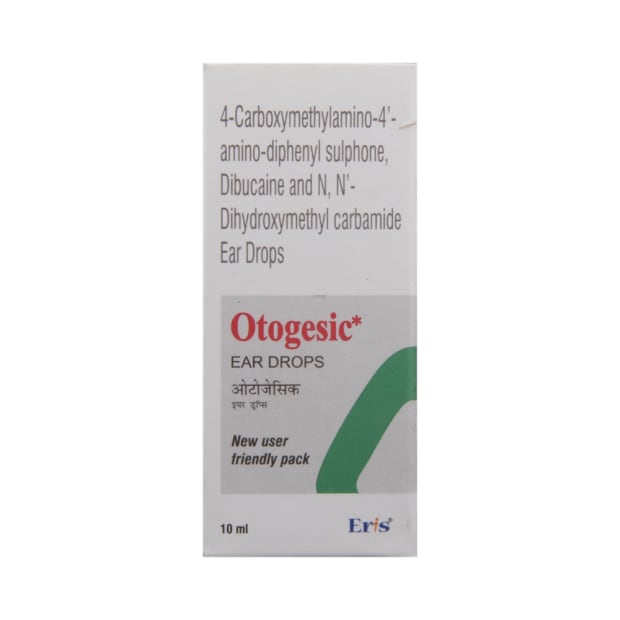 4-Carboxymethylamino-4'-
amino-diphenyl sulphone,
Dibucaine and N, N'-
Dihydroxymethyl carbamide
Ear Drops
Otogesic*
EAR DROPS
ओटोजेसिक
इयर ड्रॉप्स
New user
friendly pack
10 ml
Eris®